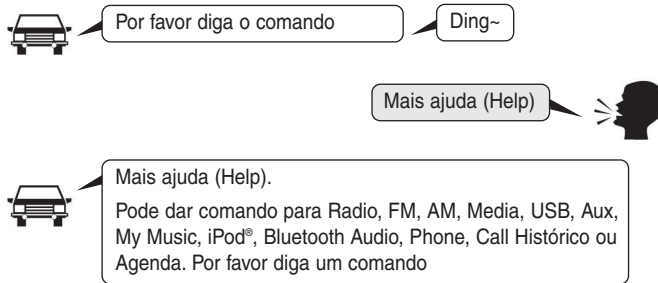 Por favor diga o comando
Ding~
Mais ajuda (Help)
Mais ajuda (Help).
Pode dar comando para Radio, FM, AM, Media, USB, Aux,
My Music, iPod®, Bluetooth Audio, Phone, Call Histórico ou
Agenda. Por favor diga um comando